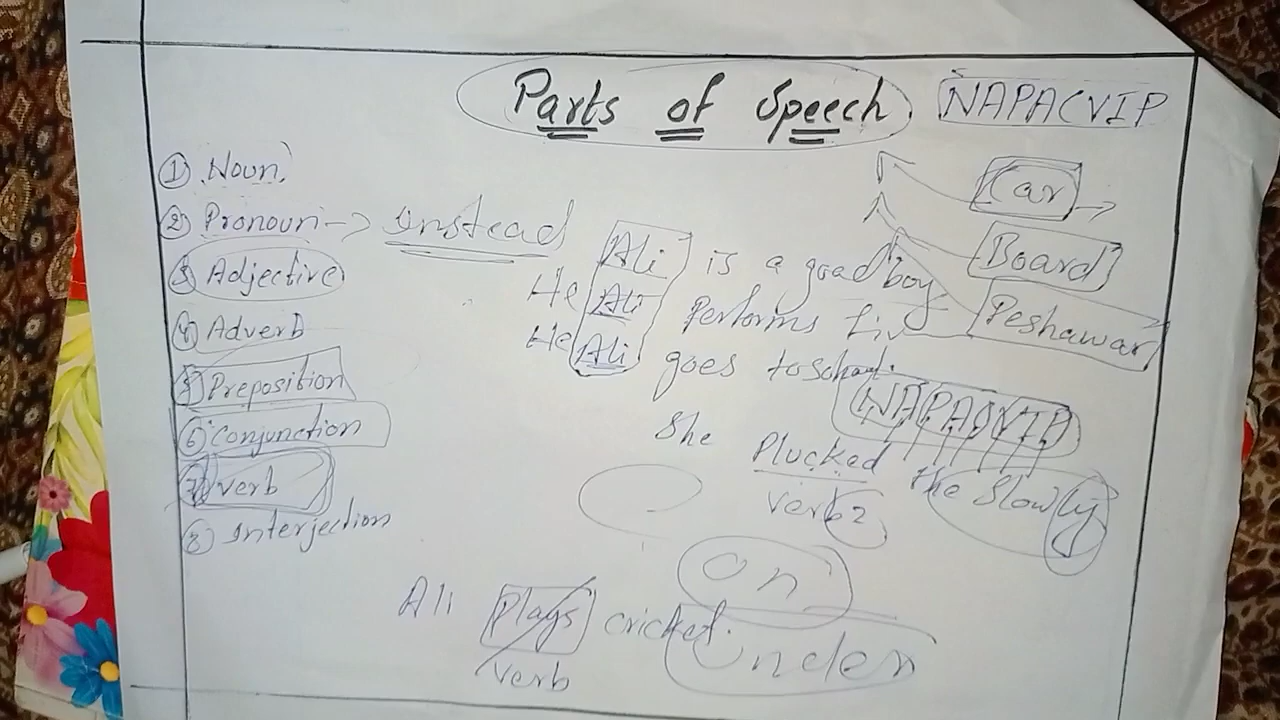 Parts of Speech NAPACVIP
① Noun
② Pronoun → instead
③ Adjective
④ Adverb
⑤ Preposition
⑥ Conjunction
⑦ Verb
⑧ Interjection
Car
Board
Peshawar
Ali is a good boy
He Ali Performs
He Ali goes to school.
NAPACVIP
She Plucked the Slowly
verb 2
On
Under
Ali Plays cricket.
verb